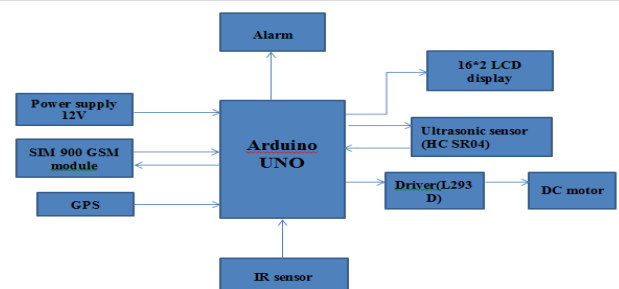 Alarm
16*2 LCD
display
Power supply
12V
Arduino
UNO
Ultrasonic sensor
(HC SR04)
SIM 900 GSM
module
Driver(L293
D)
DC motor
GPS
IR sensor